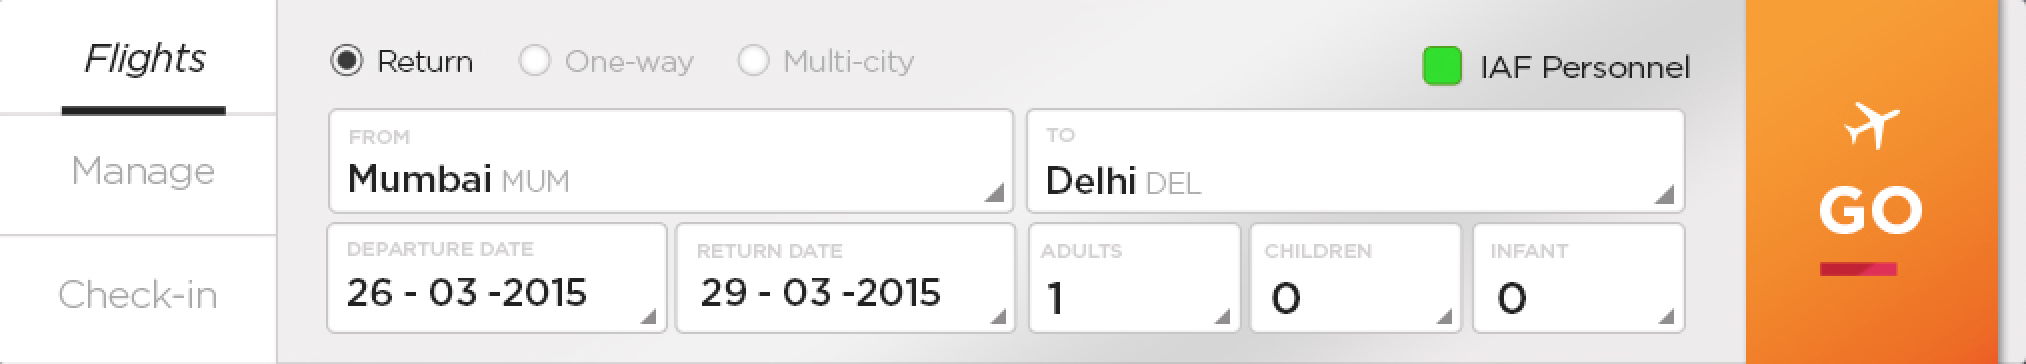 Flights
Manage
Check-in
Return One-way Multi-city
IAF Personnel
FROM
Mumbai MUM
TO
Delhi DEL
DEPARTURE DATE
26 - 03 -2015
RETURN DATE
29 - 03 -2015
ADULTS
1
CHILDREN
0
INFANT
0
GO